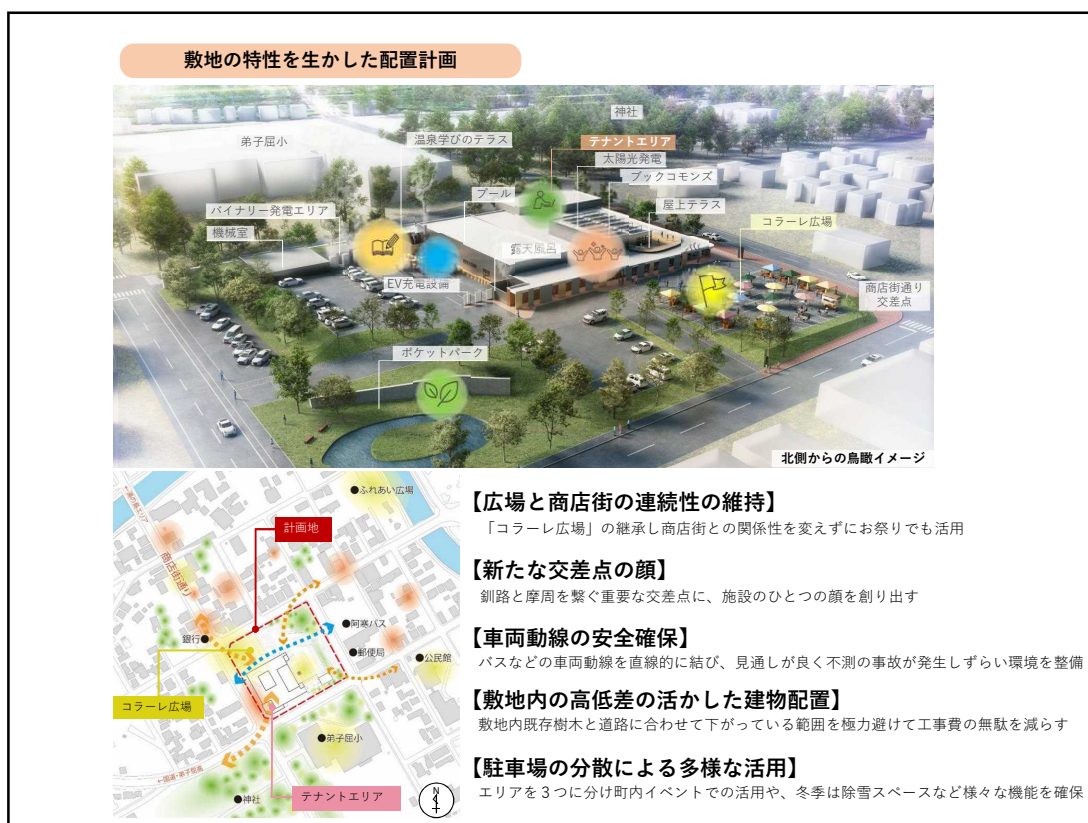 敷地の特性を生かした配置計画
神社
弟子屈小
温泉学びのテラス
テナントエリア
太陽光発電
ブックコモンズ
プール
屋上テラス
バイナリー発電エリア
コラーレ広場
機械室
露天風呂
EV充電設備
商店街通り
交差点
ポケットパーク
北側からの鳥瞰イメージ
●ふれあい広場
計画地
商店街通り
●阿寒バス
銀行●
●郵便局
●公民館
コラーレ広場
●弟子屈小
テナントエリア
●神社
N
【広場と商店街の連続性の維持】
「コラーレ広場」の継承し商店街との関係性を変えずにお祭りでも活用
【新たな交差点の顔】
釧路と摩周を繋ぐ重要な交差点に、施設のひとつの顔を創り出す
【車両動線の安全確保】
バスなどの車両動線を直線的に結び、見通しが良く不測の事故が発生しずらい環境を整備
【敷地内の高低差の活かした建物配置】
敷地内既存樹木と道路に合わせて下がっている範囲を極力避けて工事費の無駄を減らす
【駐車場の分散による多様な活用】
エリアを３つに分け町内イベントでの活用や、冬季は除雪スペースなど様々な機能を確保